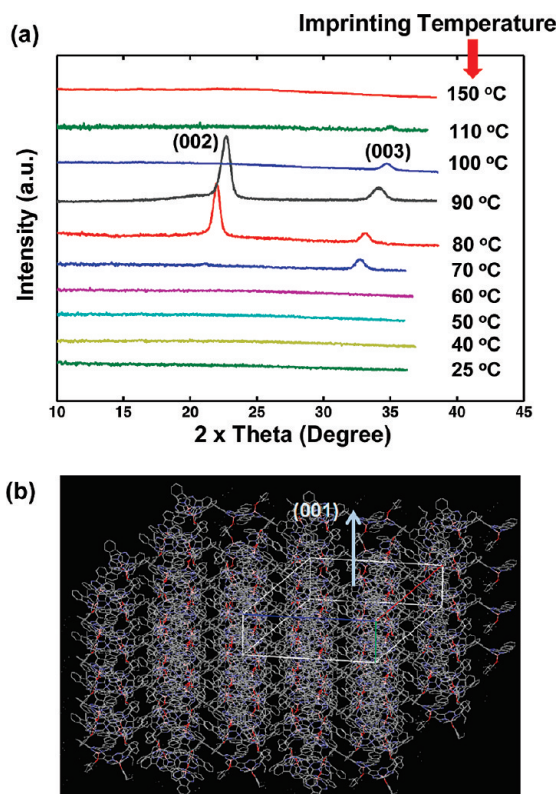 Imprinting Temperature
(a)
150 °C
110 °C
(002)
(003)
100 °C
90 °C
80 °C
70 °C
60 °C
50 °C
40 °C
25 °C
Intensity (a.u.)
10 15 20 25 30 35 40 45
2 x Theta (Degree)
(b)
(001)